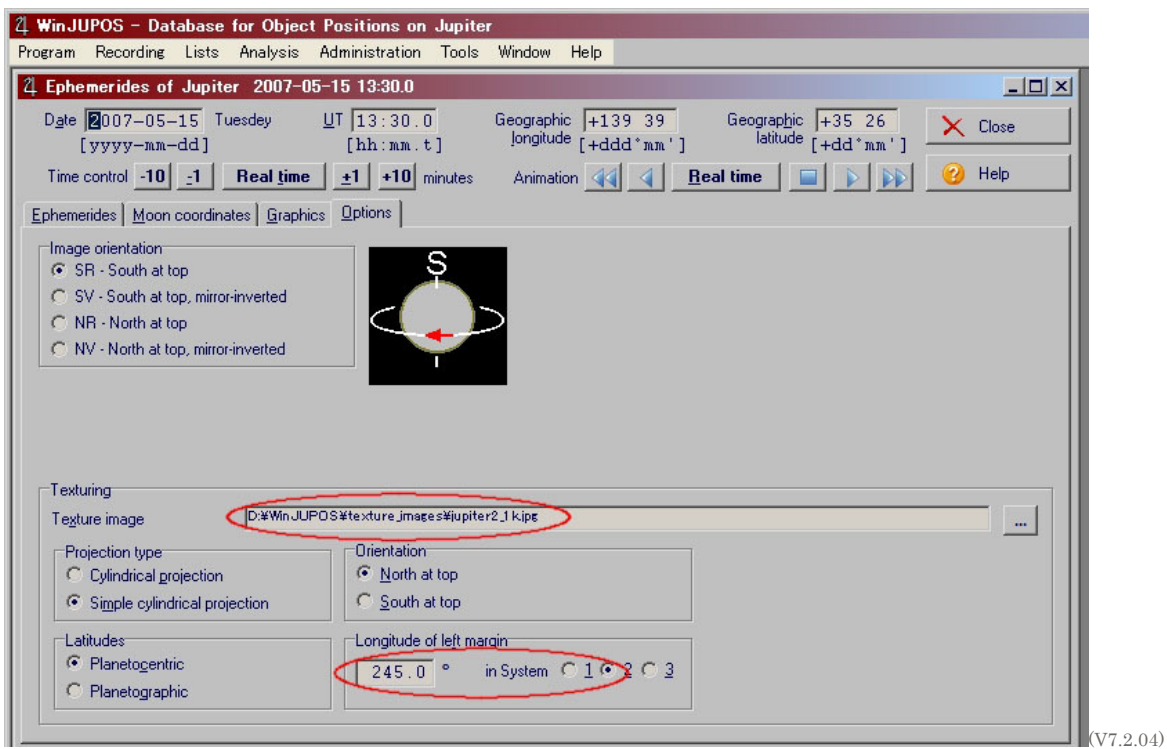 WinJUPOS - Database for Object Positions on Jupiter
Program Recording Lists Analysis Administration Tools Window Help
Ephemerides of Jupiter 2007-05-15 13:30.0
Date 2007-05-15 Tuesday UT 13:30.0 Geographic longitude +139 39 Geographic latitude +35 26 Close
[yyyy-mm-dd] [hh:mm.t] [+ddd°mm'] [+dd°mm']
Time control -10 -1 Real time +1 +10 minutes Animation Real time Help
Ephemerides Moon coordinates Graphics Options
Image orientation
SR - South at top
SV - South at top, mirror-inverted
NR - North at top
NV - North at top, mirror-inverted
S
Texturing
Texture image D:¥WinJUPOS¥texture_images¥jupiter2_1k.jpg ...
Projection type Orientation
Cylindrical projection North at top
Simple cylindrical projection South at top
Latitudes Longitude of left margin
Planetocentric 245.0 ° in System 1 2 3
Planetographic
(V7.2.04)